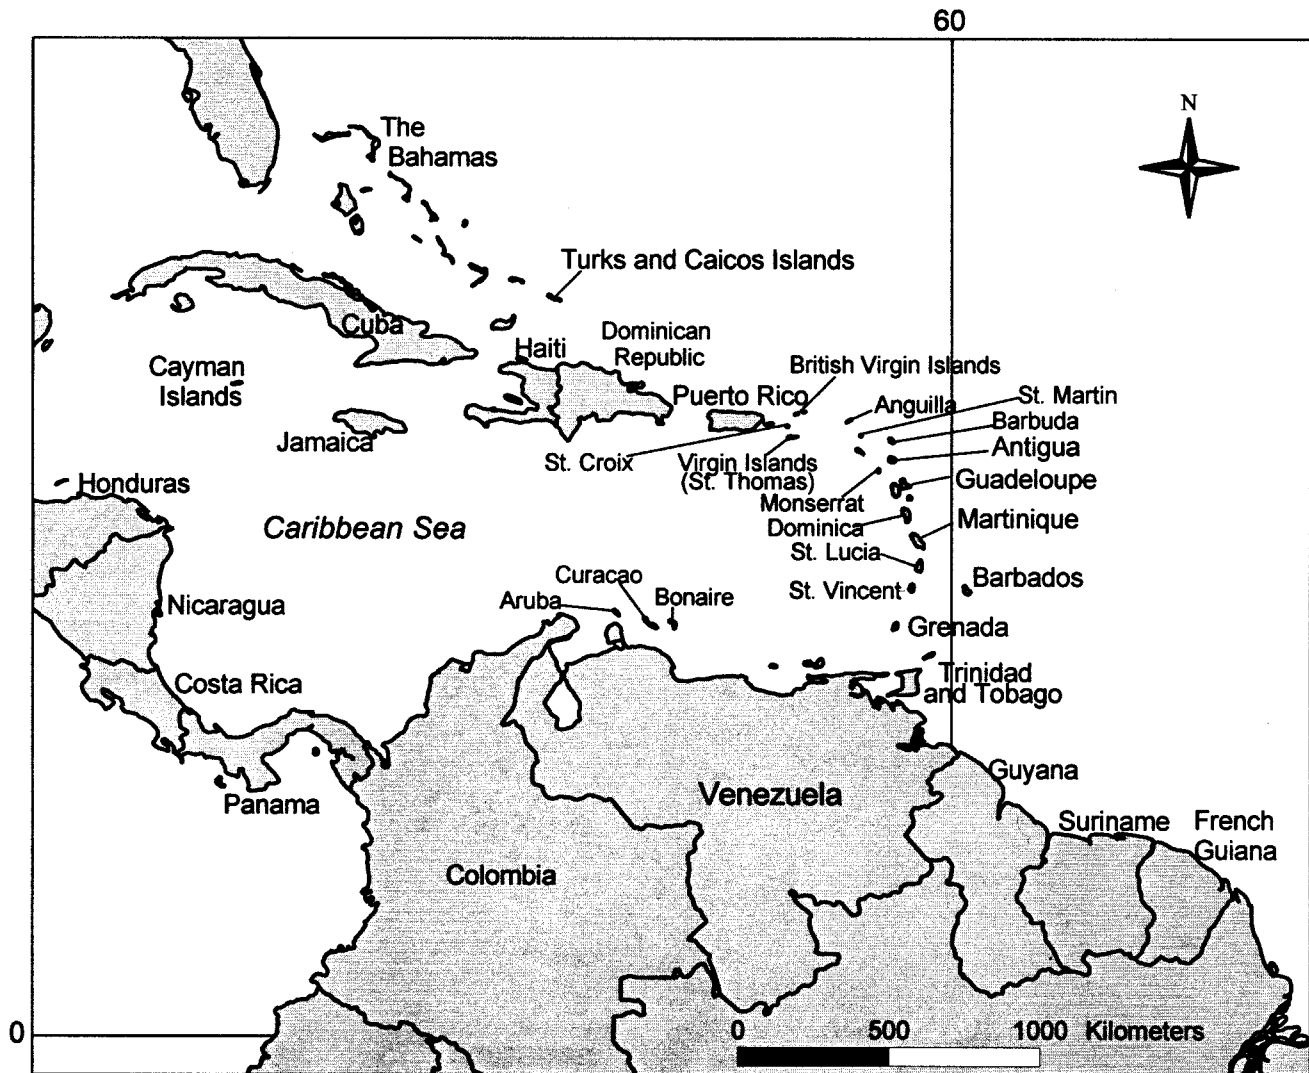 60
N
The
Bahamas
Turks and Caicos Islands
Cuba
Haiti
Dominican
Republic
Cayman
Islands
British Virgin Islands
Puerto Rico
St. Martin
Anguilla
Barbuda
Jamaica
Antigua
St. Croix
Virgin Islands
(St. Thomas)
Guadeloupe
Honduras
Monserrat
Caribbean Sea
Dominica
Martinique
St. Lucia
Curacao
Barbados
St. Vincent
Aruba
Bonaire
Nicaragua
Grenada
Trinidad
and Tobago
Costa Rica
Guyana
Panama
Venezuela
Suriname
French
Guiana
Colombia
0
0 500 1000 Kilometers